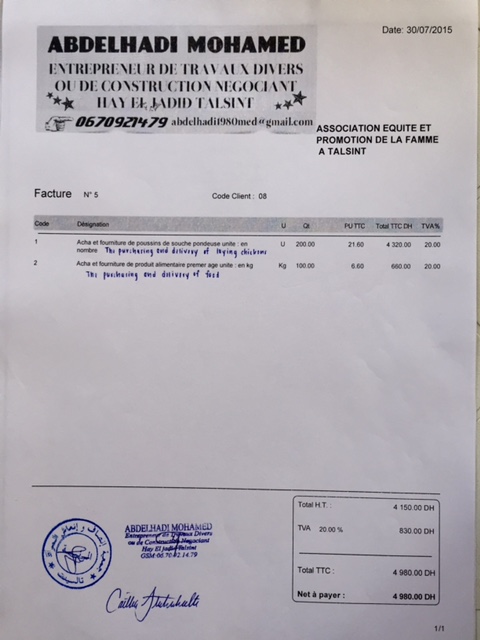 Date: 30/07/2015
ABDELHADI MOHAMED
ENTREPRENEUR DE TRAVAUX DIVERS
OU DE CONSTRUCTION NEGOCIANT
HAY EL JADID TALSINT
0670921479 abdelhadi1980med@gmail.com
ASSOCIATION EQUITE ET
PROMOTION DE LA FAMME
A TALSINT
Facture N° 5 Code Client : 08
Code Désignation U Qt PU TTC Total TTC DH TVA%
1 Acha et fourniture de poussins de souche pondeuse unite : en U 200.00 21.60 4 320.00 20.00
nombre The purchasing and delivery of laying chickens
2 Acha et fourniture de produit alimentaire premer age unite : en kg Kg 100.00 6.60 660.00 20.00
The purchasing and delivery of food
Total H.T. : 4 150.00 DH
TVA 20.00 % 830.00 DH
Total TTC : 4 980.00 DH
Net à payer : 4 980.00 DH
ABDELHADI MOHAMED
Entrepreneur de Travaux Divers
ou de Construction Negociant
Hay El Jadid Talsint
GSM: 06.70.92.14.79
1/1